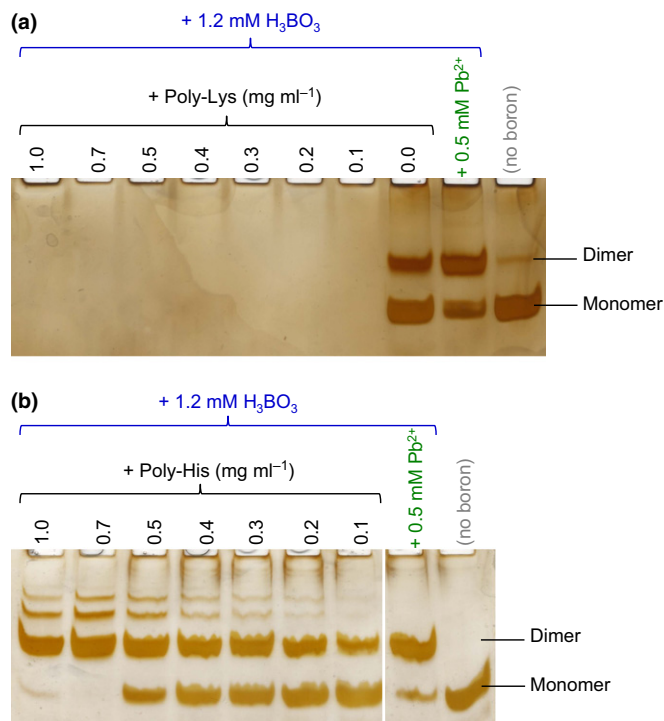 (a)
+ 1.2 mM H₃BO₃
+ Poly-Lys (mg ml⁻¹)
1.0 0.7 0.5 0.4 0.3 0.2 0.1 0.0 + 0.5 mM Pb²⁺ (no boron)
Dimer
Monomer
(b)
+ 1.2 mM H₃BO₃
+ Poly-His (mg ml⁻¹)
1.0 0.7 0.5 0.4 0.3 0.2 0.1 + 0.5 mM Pb²⁺ (no boron)
Dimer
Monomer